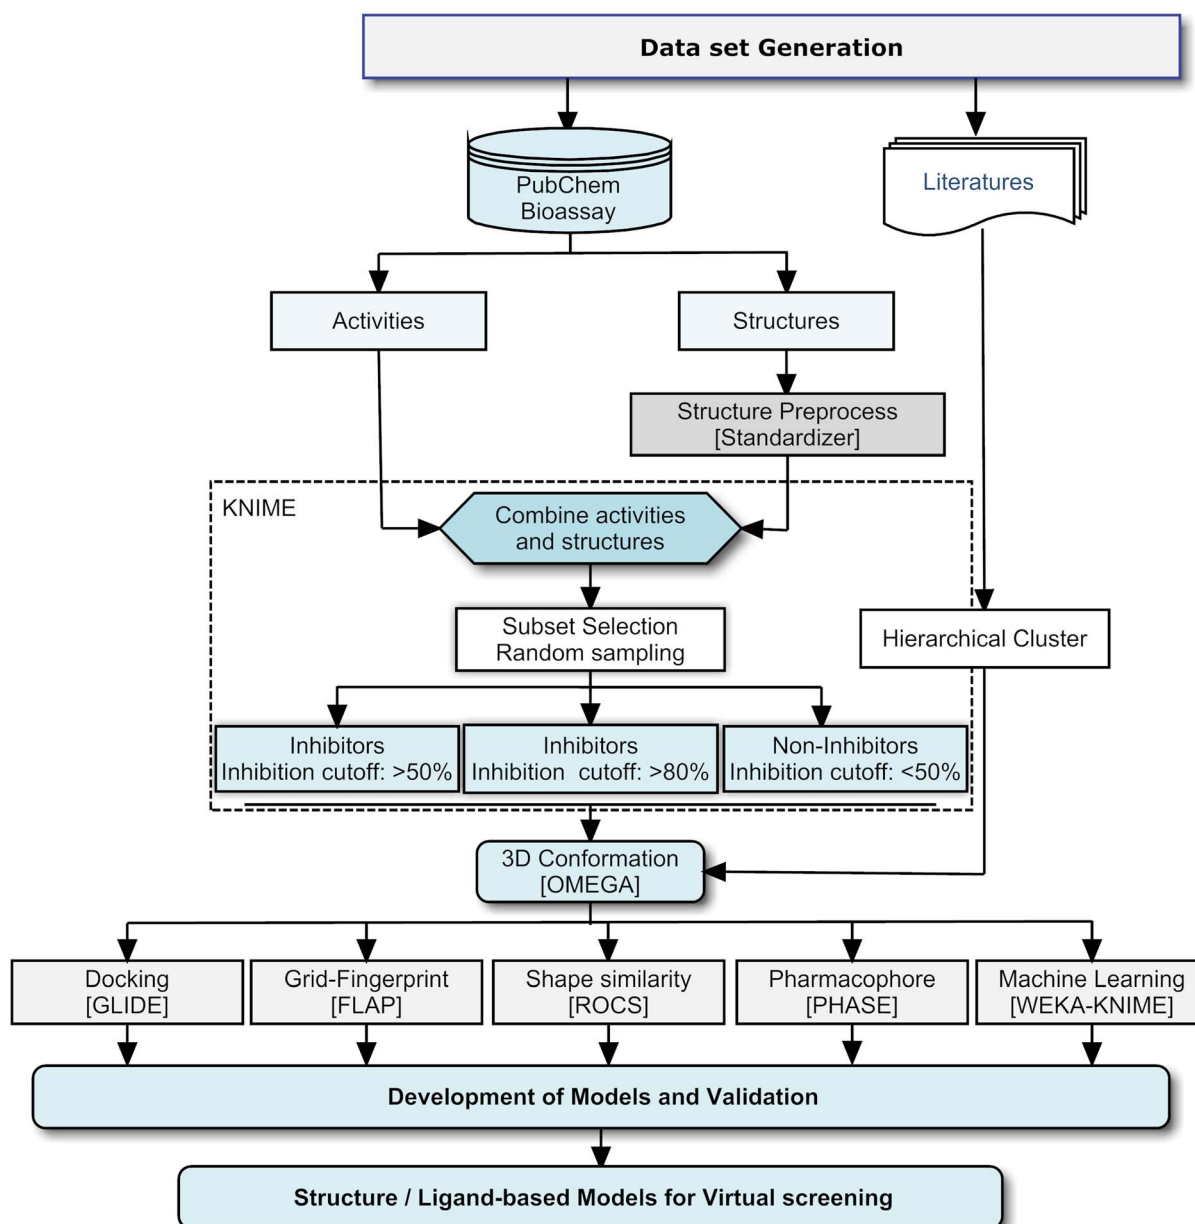 Data set Generation
PubChem
Bioassay
Literatures
Activities
Structures
Structure Preprocess
[Standardizer]
KNIME
Combine activities
and structures
Subset Selection
Random sampling
Hierarchical Cluster
Inhibitors
Inhibition cutoff: >50%
Inhibitors
Inhibition cutoff: >80%
Non-Inhibitors
Inhibition cutoff: <50%
3D Conformation
[OMEGA]
Docking
[GLIDE]
Grid-Fingerprint
[FLAP]
Shape similarity
[ROCS]
Pharmacophore
[PHASE]
Machine Learning
[WEKA-KNIME]
Development of Models and Validation
Structure / Ligand-based Models for Virtual screening